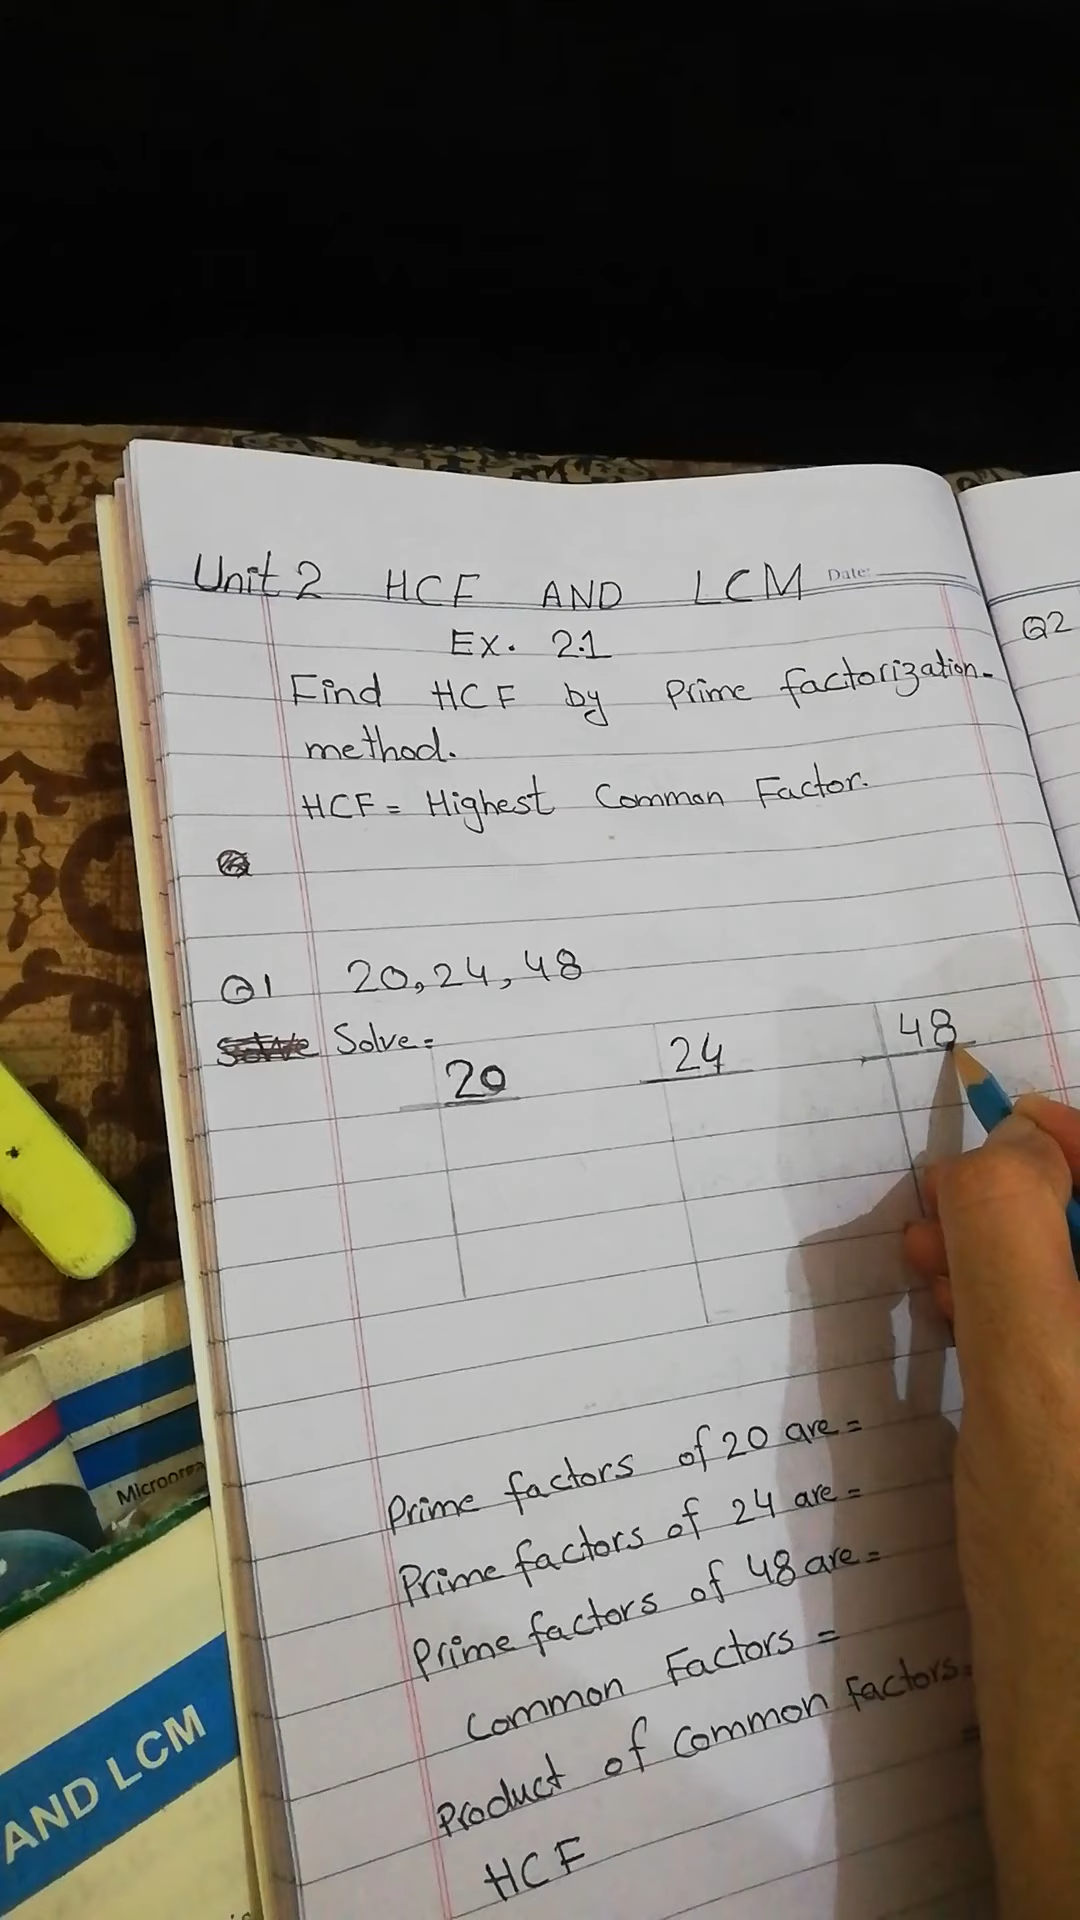 Unit 2 HCF AND LCM Date:
Ex. 2.1
Find HCF by Prime factorization
method.
HCF = Highest Common Factor.
Q1 20, 24, 48
Solve=
20 24 48
Prime factors of 20 are =
Prime factors of 24 are =
Prime factors of 48 are =
Common Factors =
Product of Common factors =
=
HCF
Q2
AND LCM